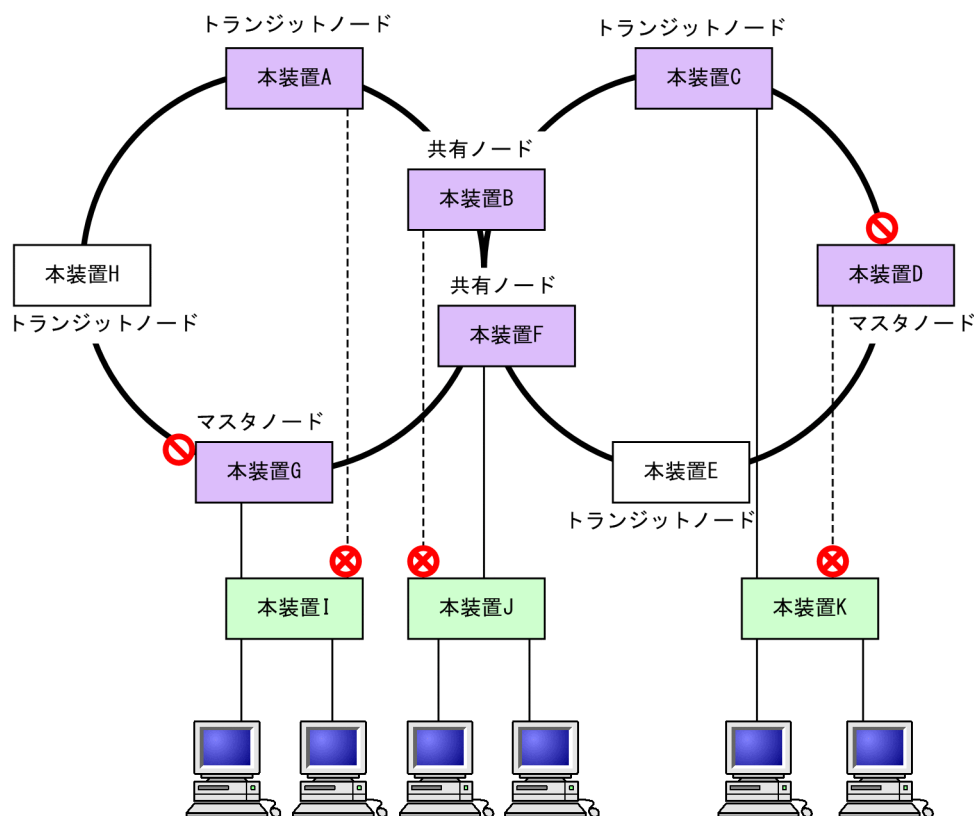 トランジットノード
トランジットノード
本装置A
本装置C
共有ノード
本装置B
本装置H
共有ノード
本装置D
トランジットノード
マスタノード
本装置F
マスタノード
本装置G
本装置E
トランジットノード
本装置I
本装置J
本装置K